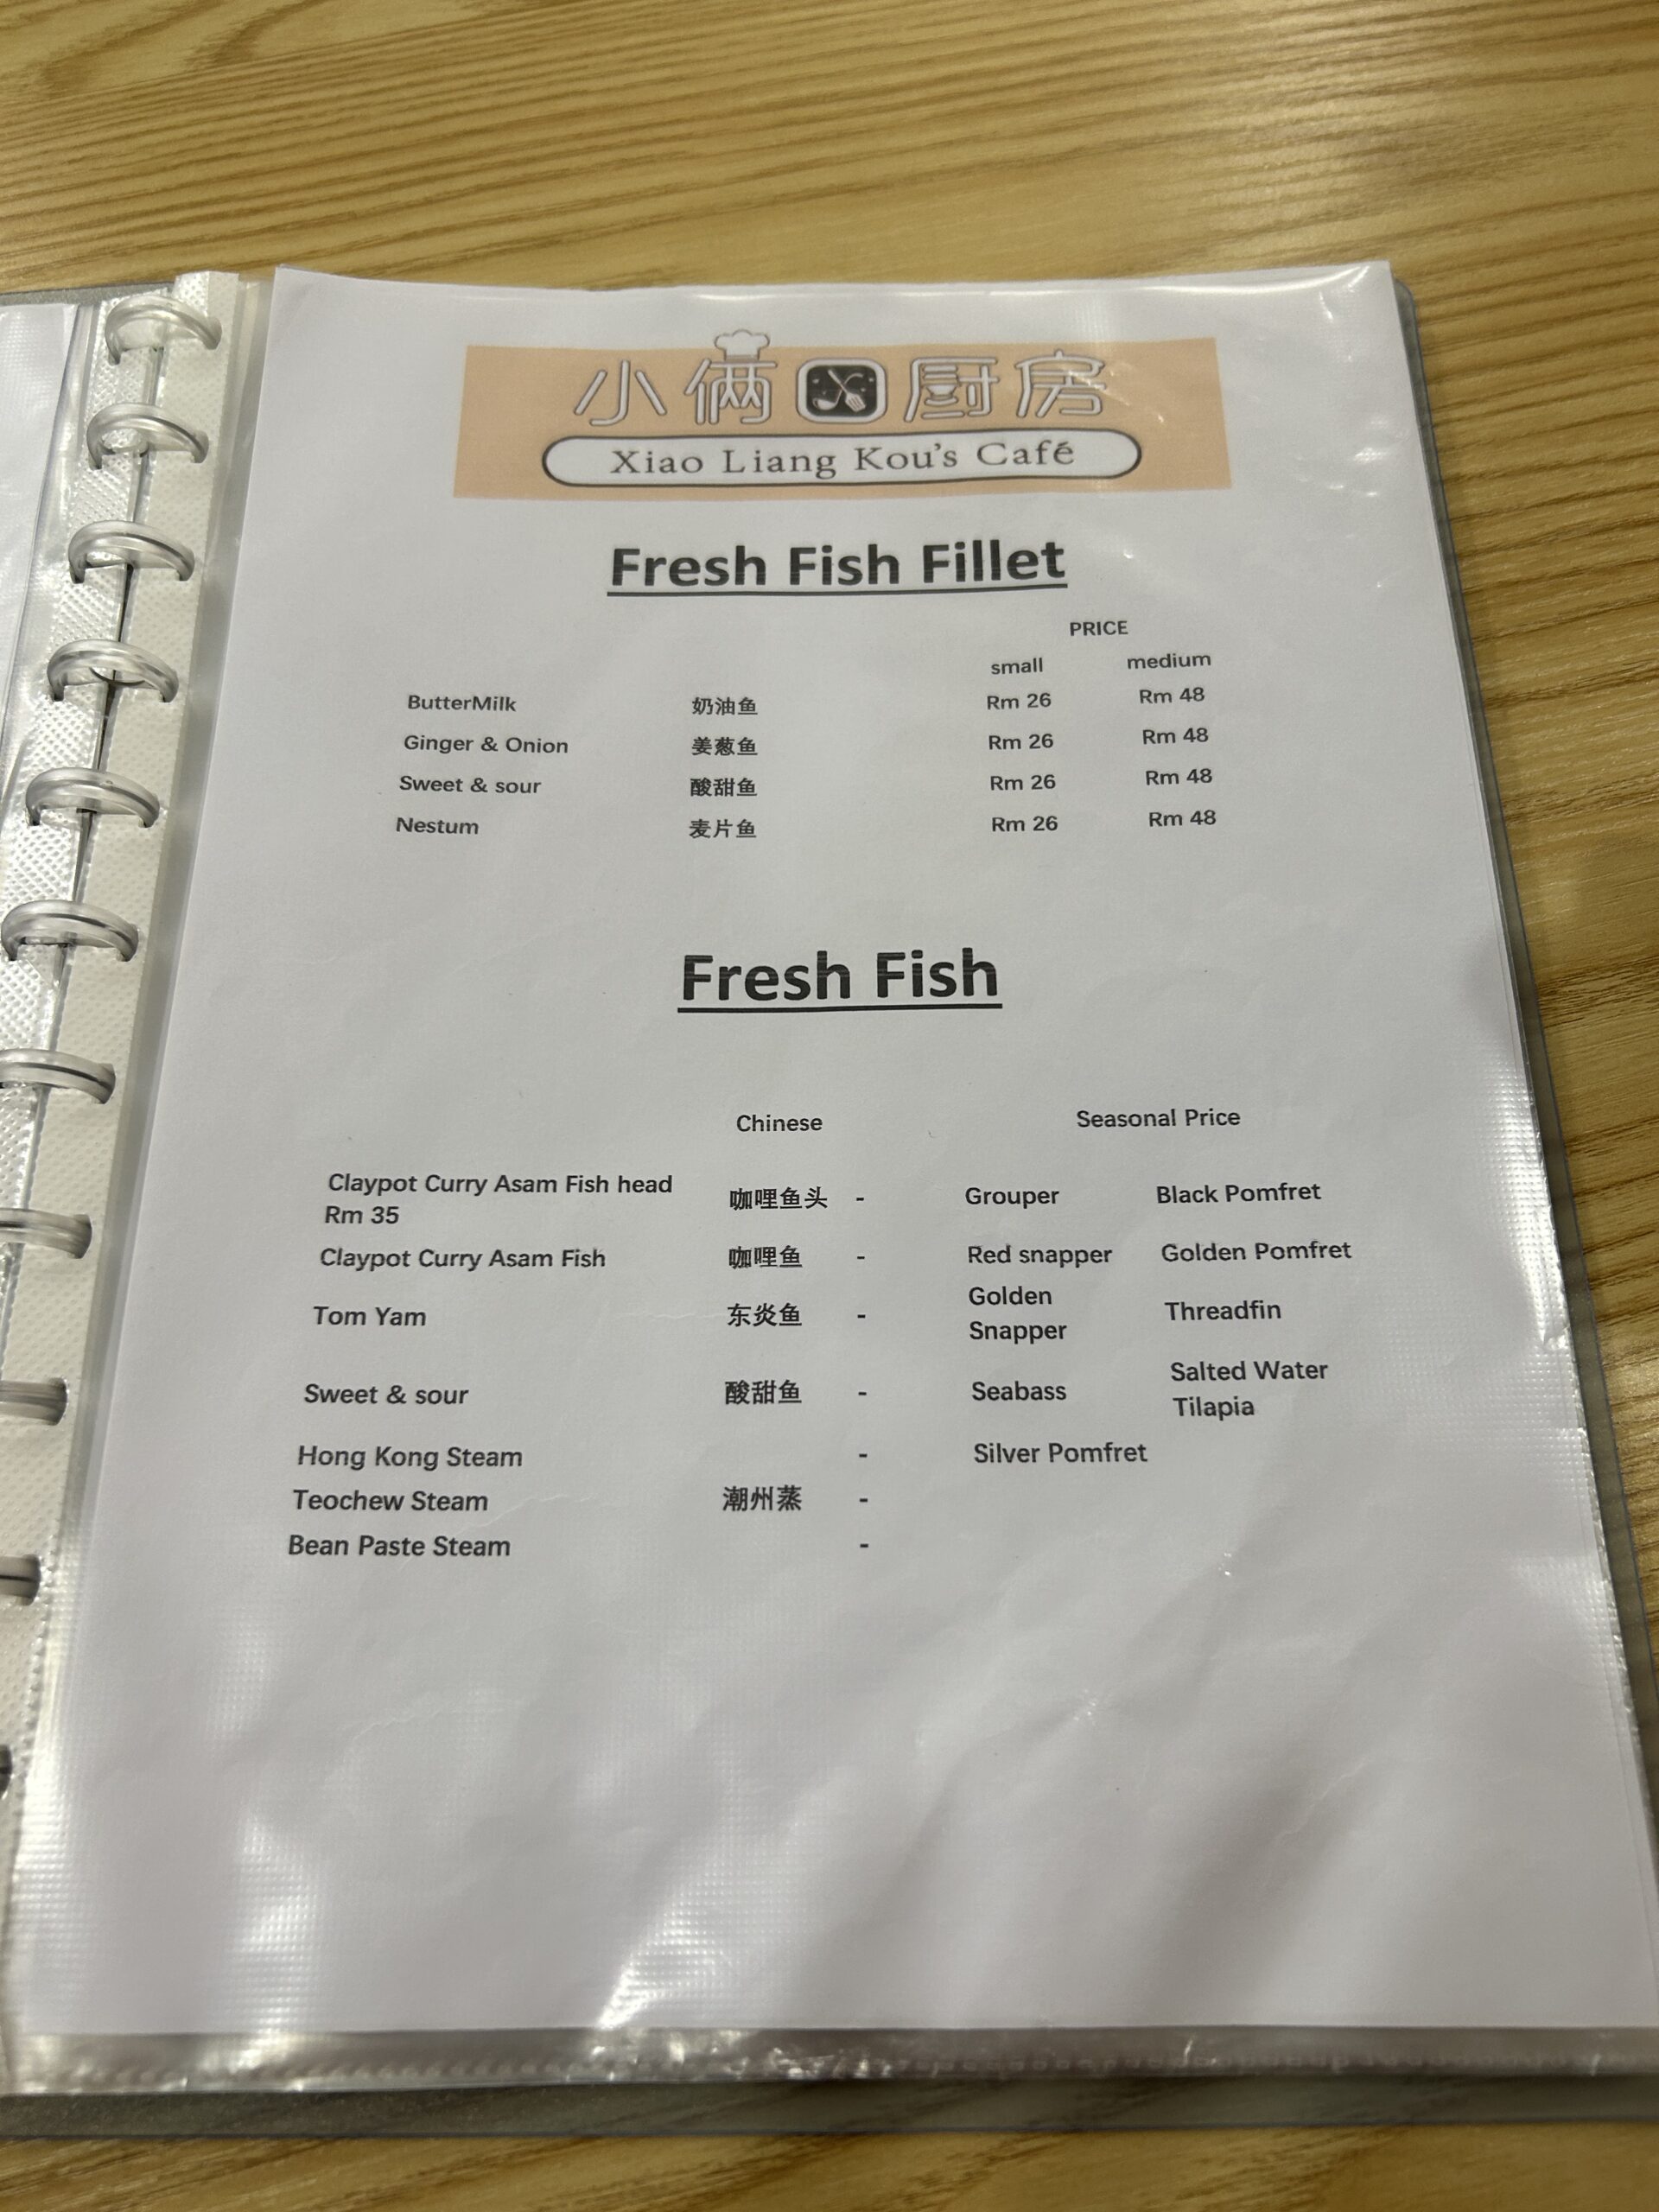 小俩口厨房
Xiao Liang Kou's Café
Fresh Fish Fillet
PRICE
small medium
ButterMilk 奶油鱼 Rm 26 Rm 48
Ginger & Onion 姜葱鱼 Rm 26 Rm 48
Sweet & sour 酸甜鱼 Rm 26 Rm 48
Nestum 麦片鱼 Rm 26 Rm 48
Fresh Fish
Chinese Seasonal Price
Claypot Curry Asam Fish head
Rm 35 咖哩鱼头 - Grouper Black Pomfret
Claypot Curry Asam Fish 咖哩鱼 - Red snapper Golden Pomfret
Tom Yam 东炎鱼 - Golden
Snapper Threadfin
Sweet & sour 酸甜鱼 - Seabass Salted Water
Tilapia
Hong Kong Steam - Silver Pomfret
Teochew Steam 潮州蒸 -
Bean Paste Steam -